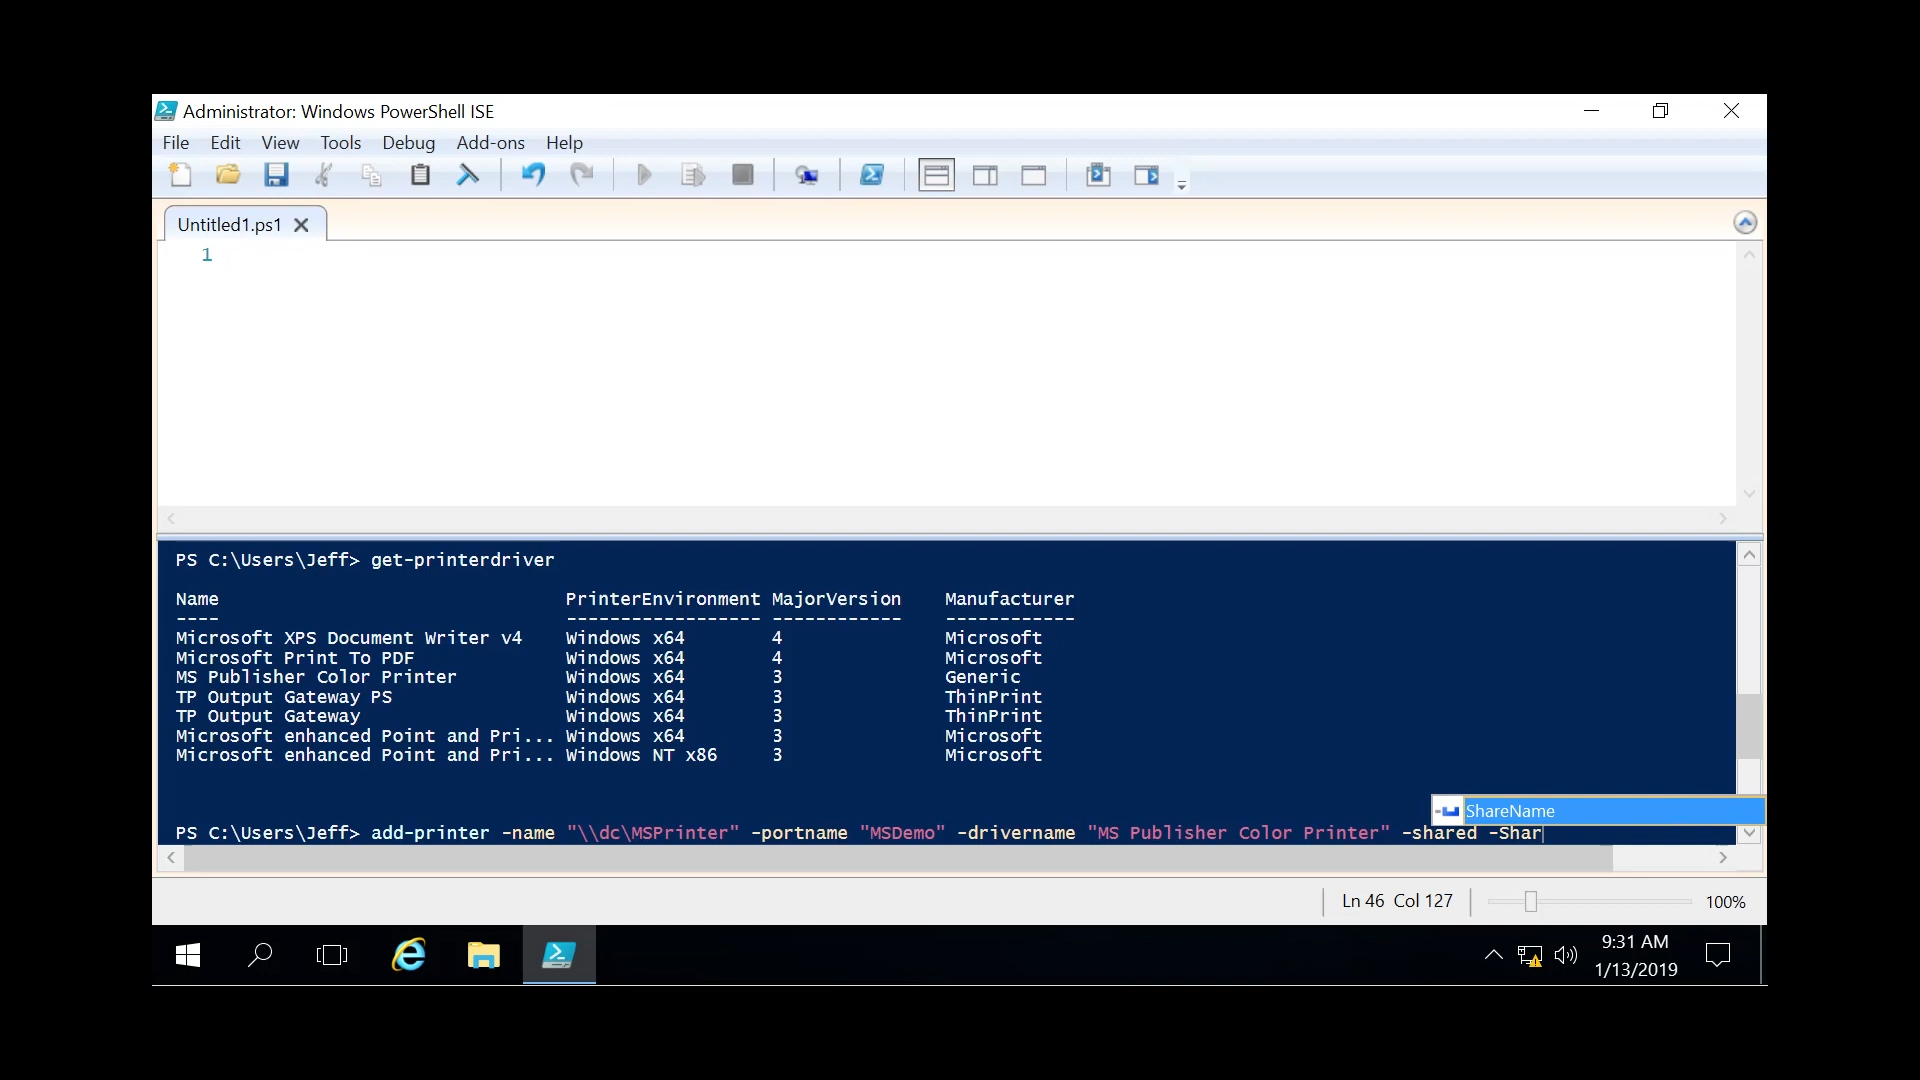 Administrator: Windows PowerShell ISE
File Edit View Tools Debug Add-ons Help
Untitled1.ps1
1
PS C:\Users\Jeff> get-printerdriver
Name PrinterEnvironment MajorVersion Manufacturer
---- ------------------ ------------ ------------
Microsoft XPS Document Writer v4 Windows x64 4 Microsoft
Microsoft Print To PDF Windows x64 4 Microsoft
MS Publisher Color Printer Windows x64 3 Generic
TP Output Gateway PS Windows x64 3 ThinPrint
TP Output Gateway Windows x64 3 ThinPrint
Microsoft enhanced Point and Pri... Windows x64 3 Microsoft
Microsoft enhanced Point and Pri... Windows NT x86 3 Microsoft
ShareName
PS C:\Users\Jeff> add-printer -name "\\dc\MSPrinter" -portname "MSDemo" -drivername "MS Publisher Color Printer" -shared -Shar
Ln 46 Col 127 100%
9:31 AM
1/13/2019